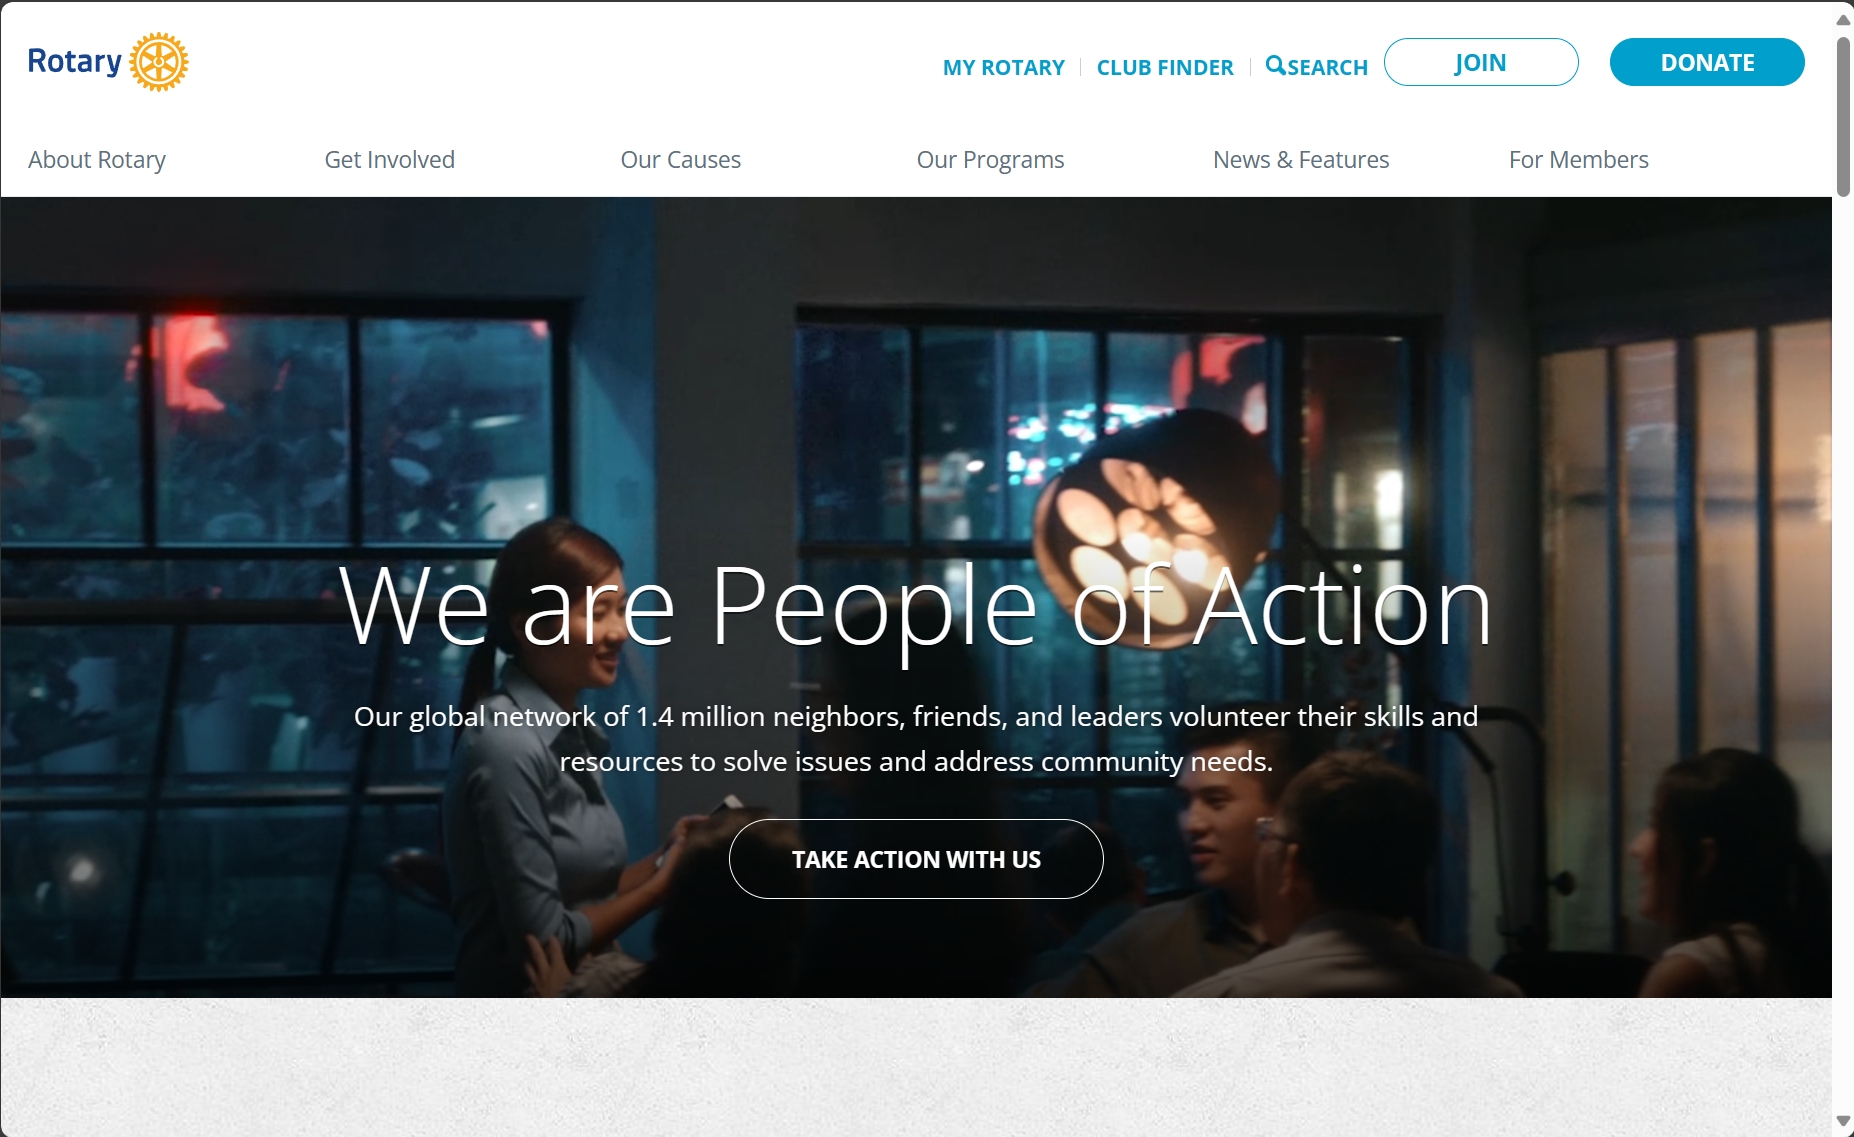 Rotary
MY ROTARY
CLUB FINDER
SEARCH
JOIN
DONATE
About Rotary
Get Involved
Our Causes
Our Programs
News & Features
For Members
We are People of Action
Our global network of 1.4 million neighbors, friends, and leaders volunteer their skills and
resources to solve issues and address community needs.
TAKE ACTION WITH US